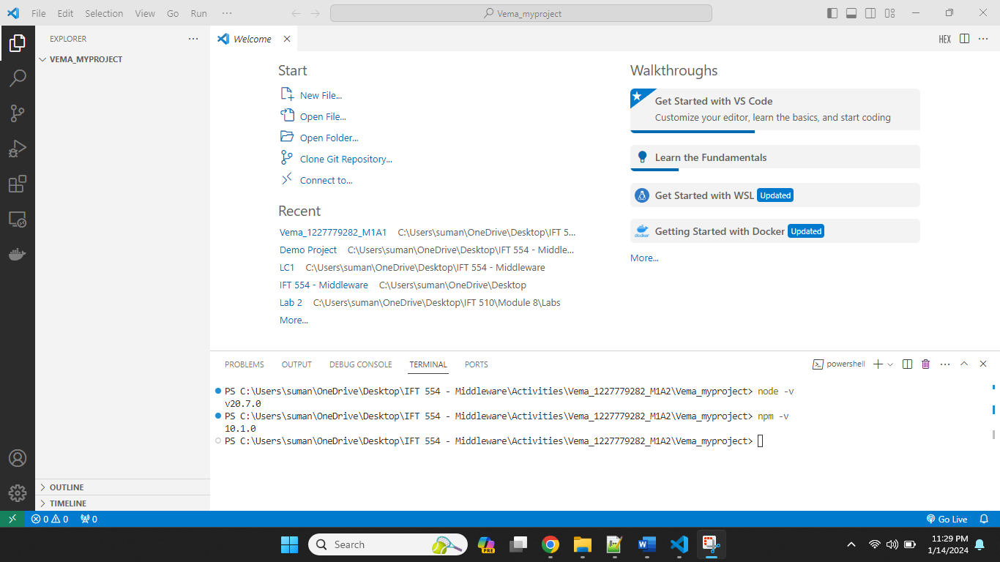 File Edit Selection View Go Run ···
Vema_myproject
EXPLORER ···
VEMA_MYPROJECT
OUTLINE
TIMELINE
Welcome
HEX ···
Start
New File...
Open File...
Open Folder...
Clone Git Repository...
Connect to...
Recent
Vema_1227779282_M1A1 C:\Users\suman\OneDrive\Desktop\IFT 5...
Demo Project C:\Users\suman\OneDrive\Desktop\IFT 554 - Middle...
LC1 C:\Users\suman\OneDrive\Desktop\IFT 554 - Middleware
IFT 554 - Middleware C:\Users\suman\OneDrive\Desktop
Lab 2 C:\Users\suman\OneDrive\Desktop\IFT 510\Module 8\Labs
More...
Walkthroughs
Get Started with VS Code
Customize your editor, learn the basics, and start coding
Learn the Fundamentals
Get Started with WSL Updated
docker Getting Started with Docker Updated
More...
PROBLEMS OUTPUT DEBUG CONSOLE TERMINAL PORTS
powershell ···
PS C:\Users\suman\OneDrive\Desktop\IFT 554 - Middleware\Activities\Vema_1227779282_M1A2\Vema_myproject> node -v
v20.7.0
PS C:\Users\suman\OneDrive\Desktop\IFT 554 - Middleware\Activities\Vema_1227779282_M1A2\Vema_myproject> npm -v
10.1.0
PS C:\Users\suman\OneDrive\Desktop\IFT 554 - Middleware\Activities\Vema_1227779282_M1A2\Vema_myproject>
0 0 0
Go Live
Search
PRE
11:29 PM
1/14/2024